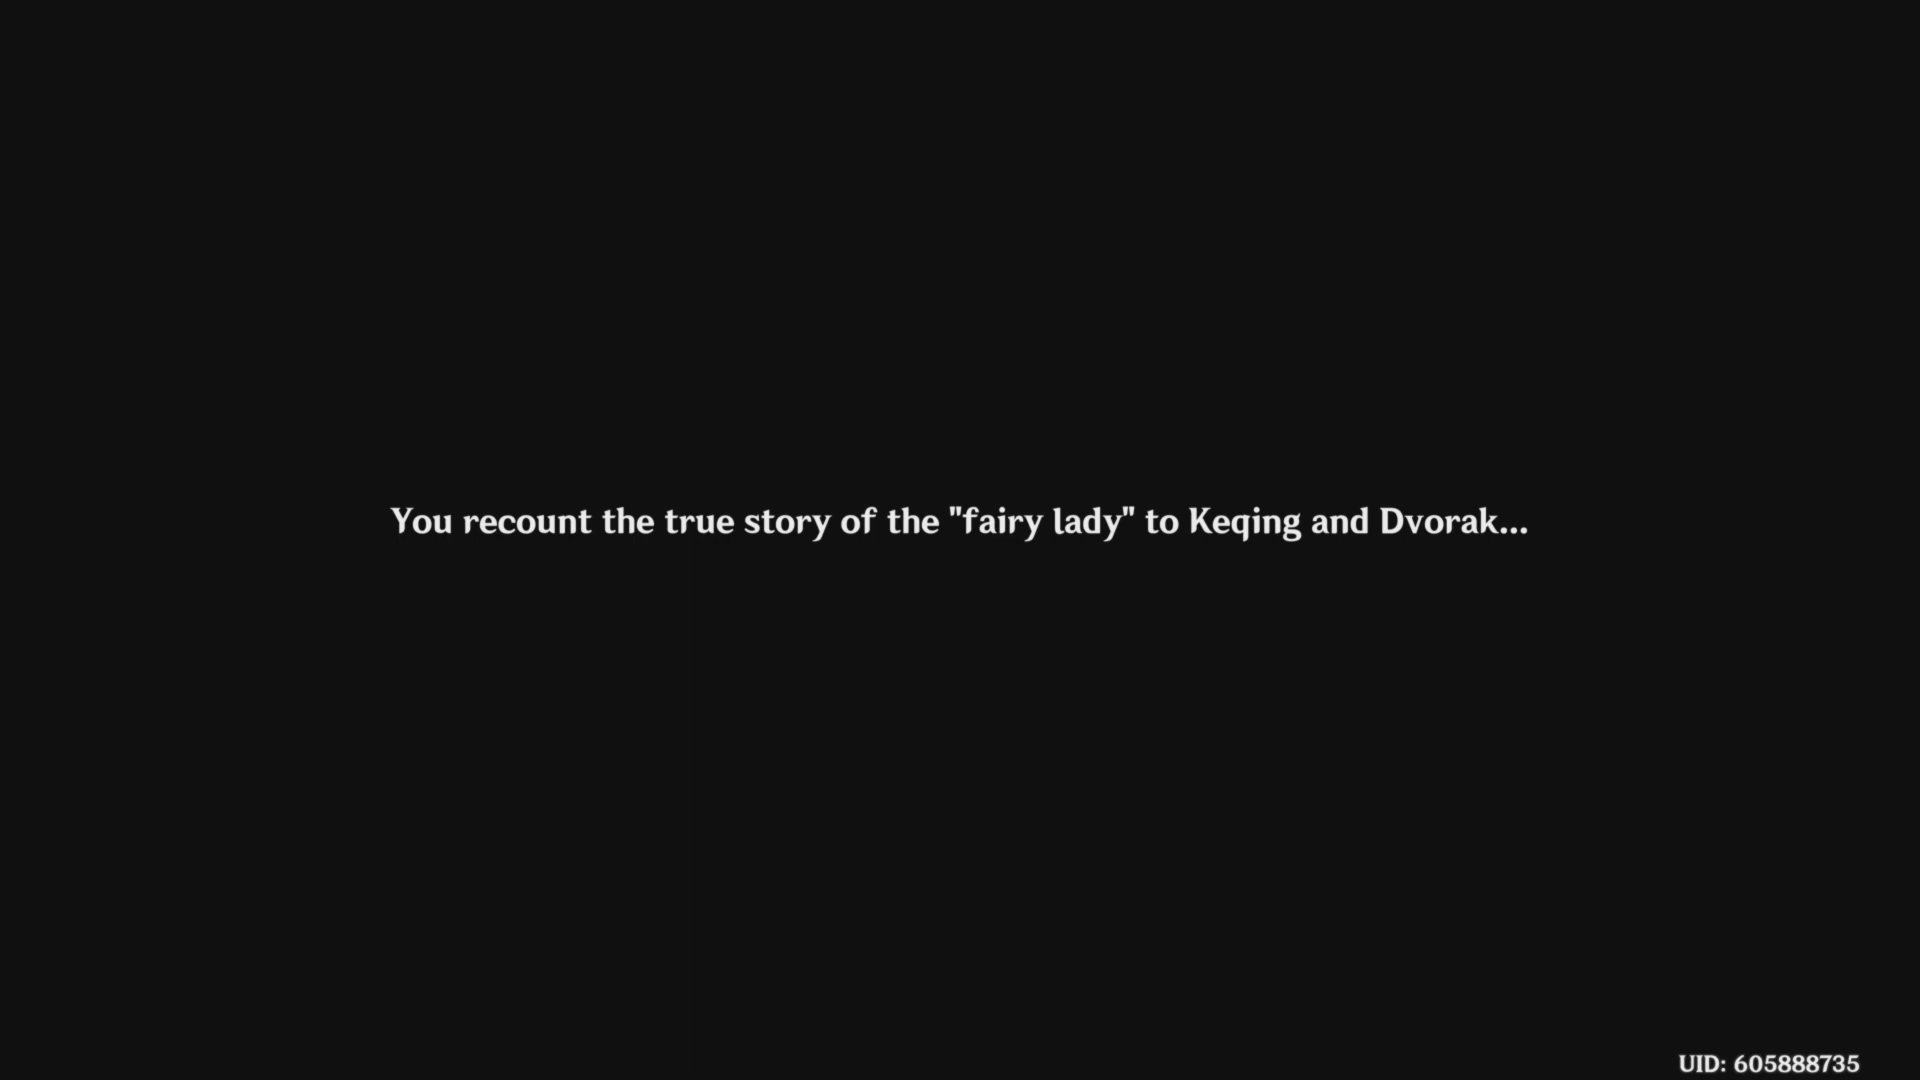 You recount the true story of the "fairy lady" to Keqing and Dvorak...
UID: 605888735